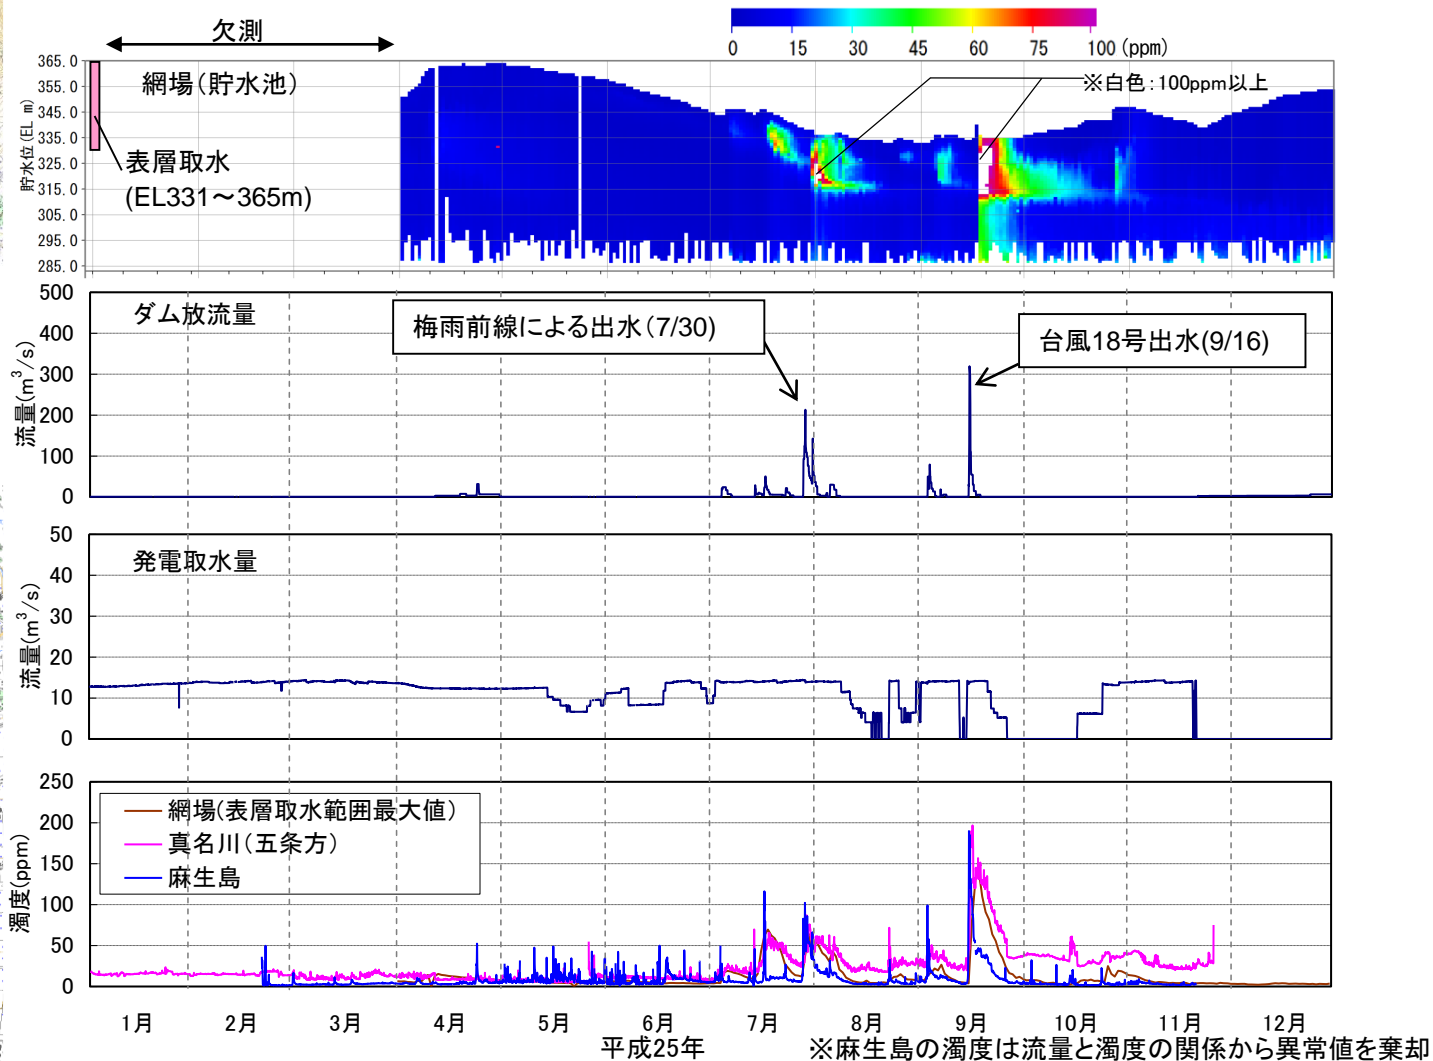 欠測
0 15 30 45 60 75 100 (ppm)
※白色：100ppm以上
貯水位(EL m)
365.0
355.0
345.0
335.0
325.0
315.0
305.0
295.0
285.0
網場(貯水池)
表層取水
(EL331～365m)
流量(m³/s)
500
400
300
200
100
0
ダム放流量
梅雨前線による出水(7/30)
台風18号出水(9/16)
流量(m³/s)
50
40
30
20
10
0
発電取水量
濁度(ppm)
250
200
150
100
50
0
網場(表層取水範囲最大値)
真名川(五条方)
麻生島
1月 2月 3月 4月 5月 6月 7月 8月 9月 10月 11月 12月
平成25年
※麻生島の濁度は流量と濁度の関係から異常値を棄却